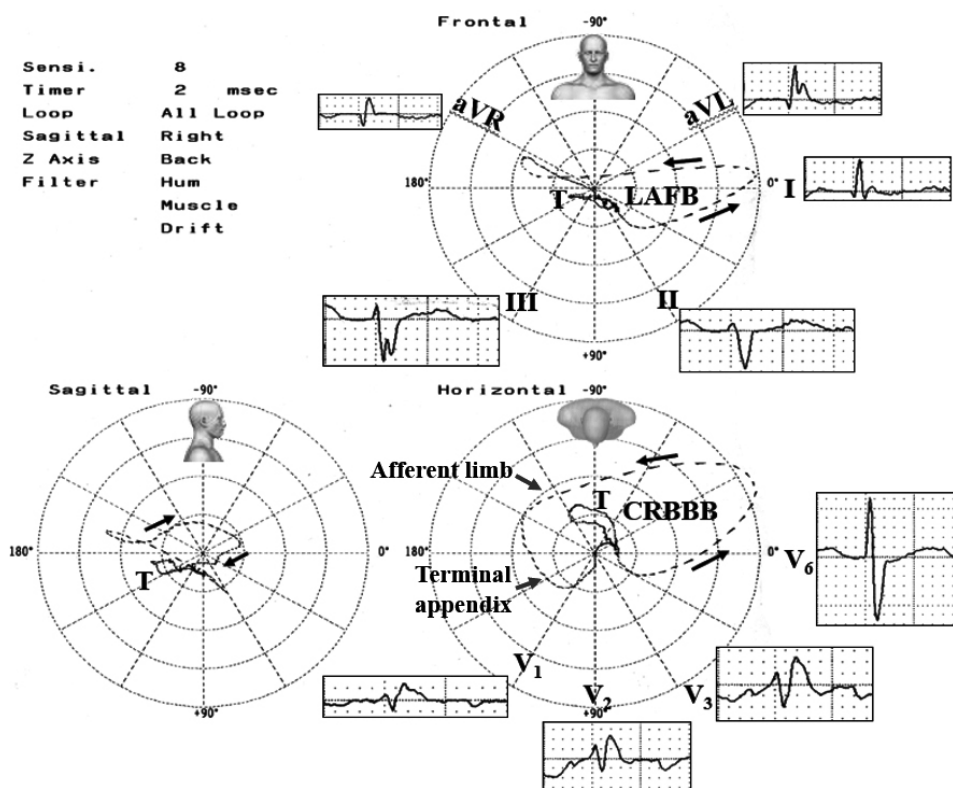 Frontal
-90°
Sensi. 8
Timer 2 msec
Loop All Loop
Sagittal Right
Z Axis Back
Filter Hum
Muscle
Drift
aVR
aVL
180°
0°
I
T
LAFB
III
II
+90°
Sagittal
-90°
180°
0°
T
+90°
Horizontal
-90°
Afferent limb
T
CRBBB
180°
0°
V6
Terminal
appendix
V1
V2
V3
+90°